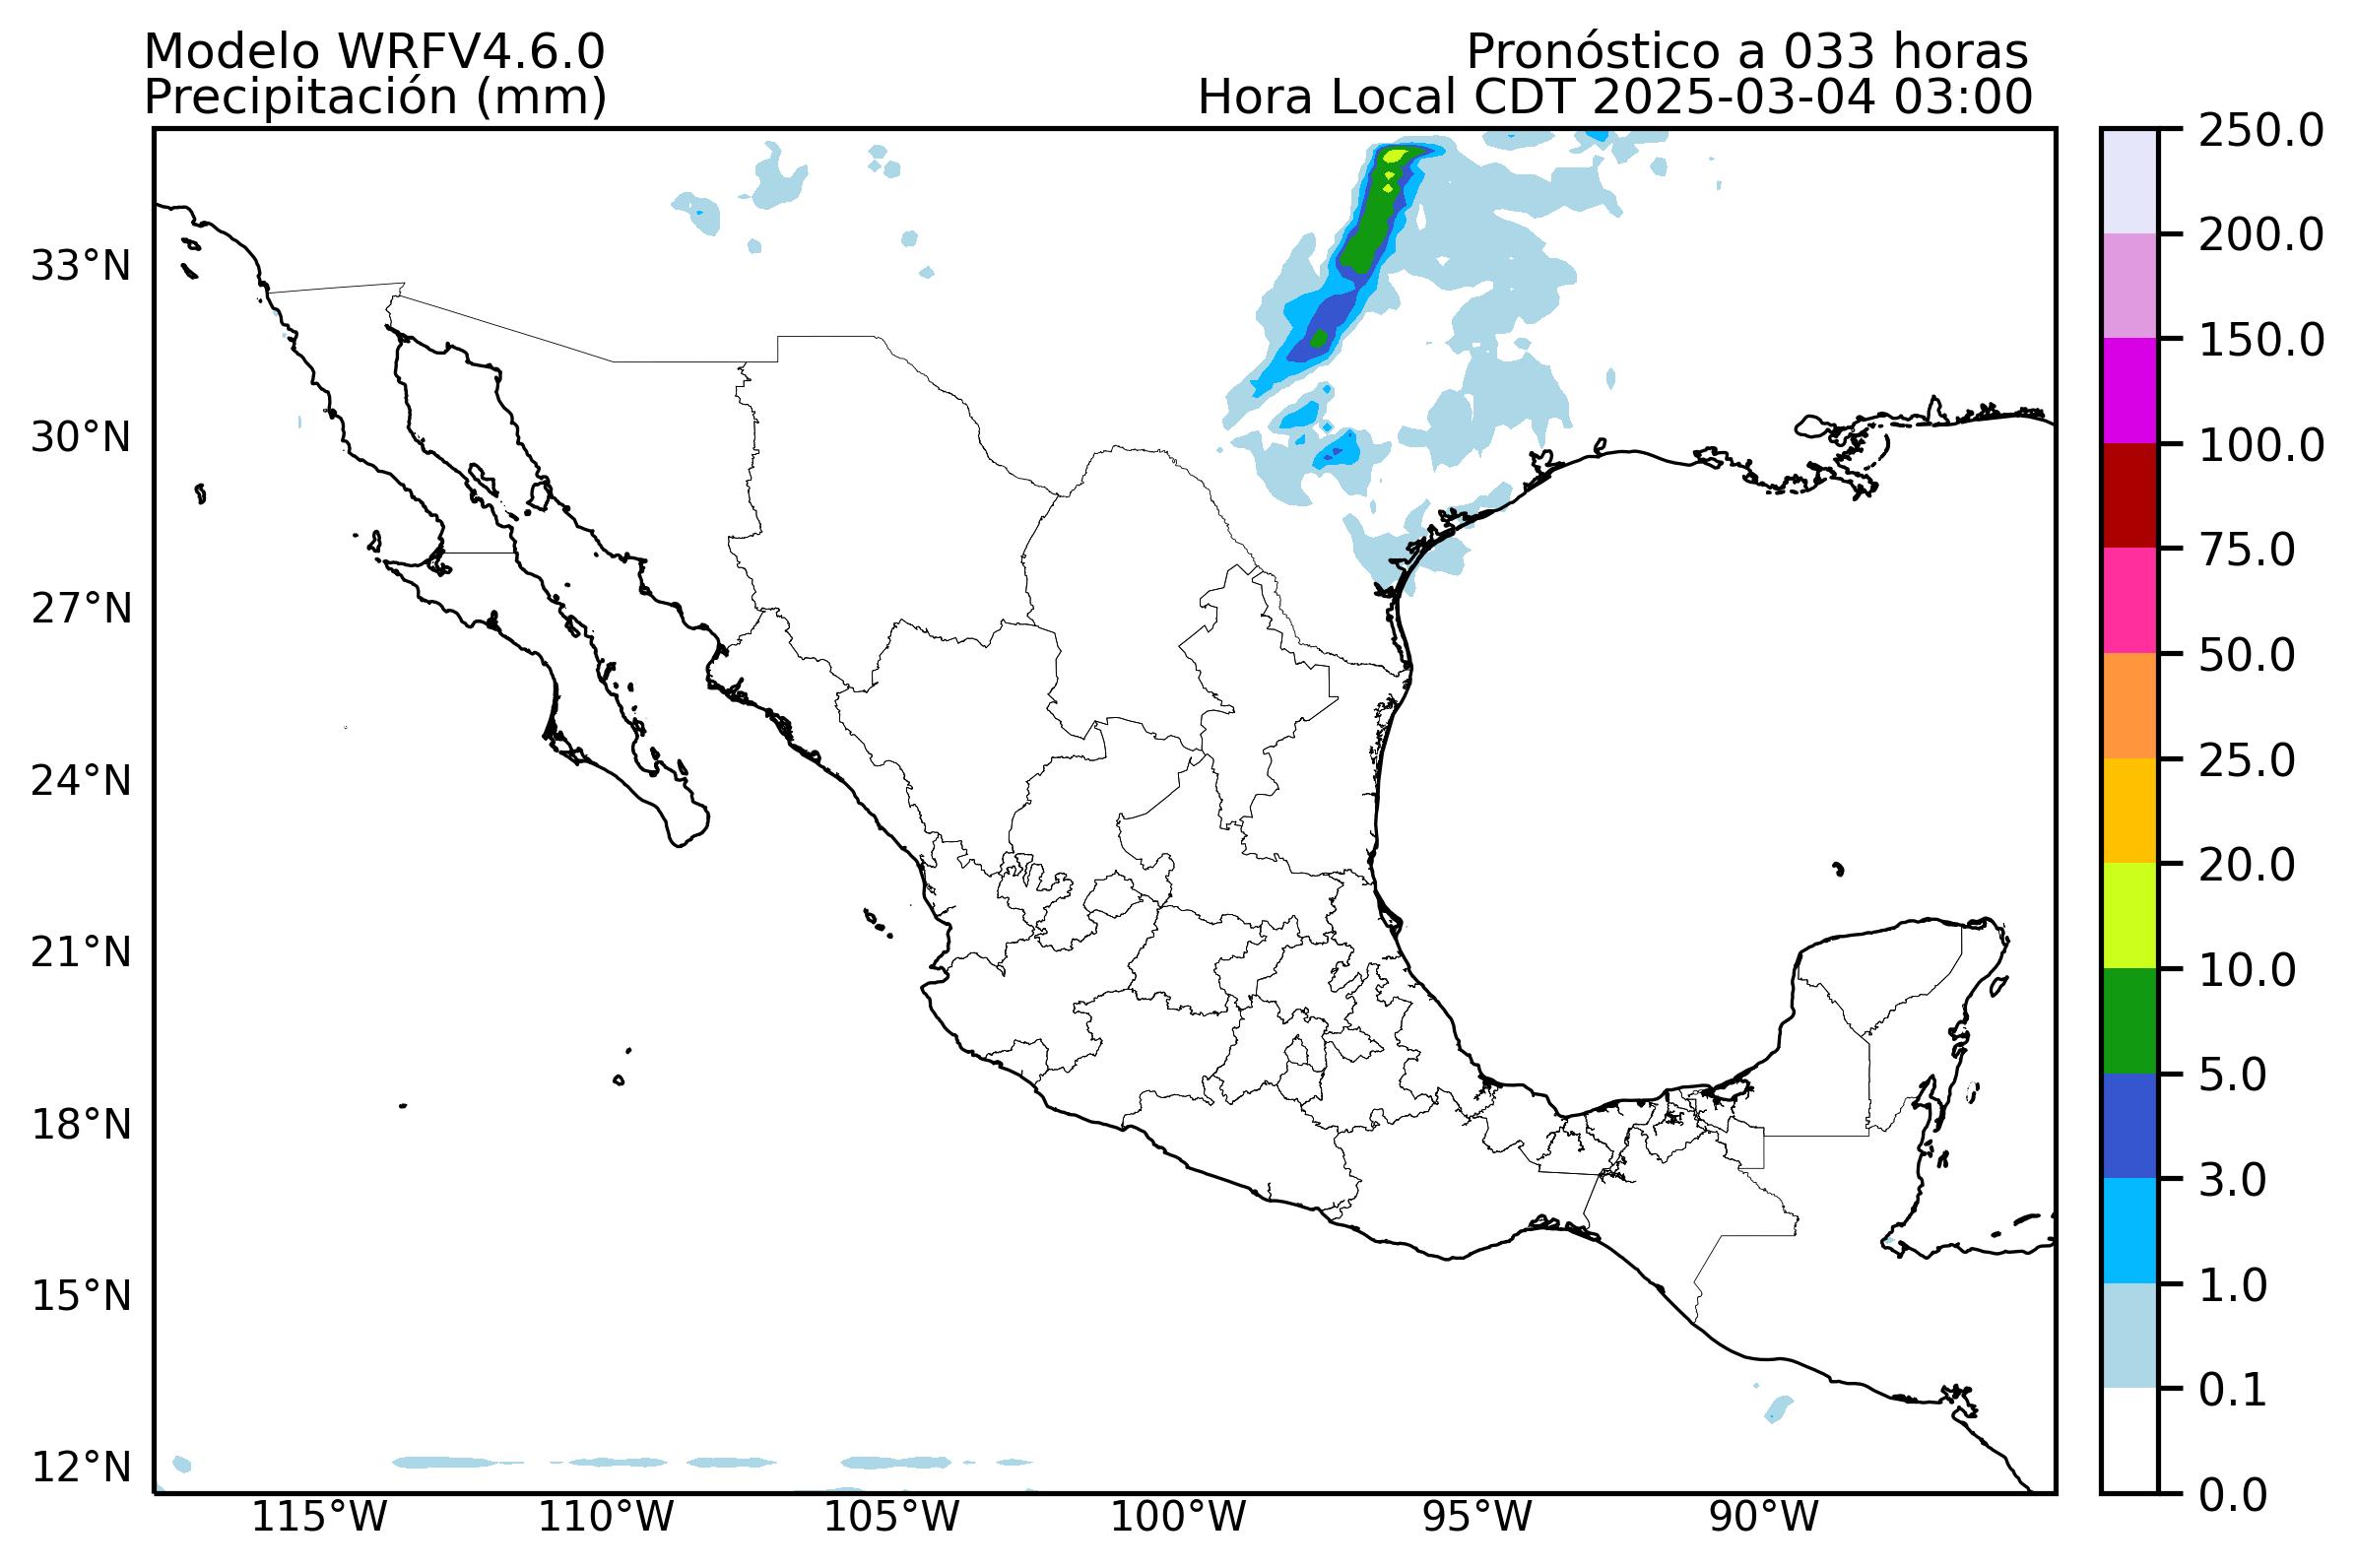 Modelo WRFV4.6.0
Precipitación (mm)
Pronóstico a 033 horas
Hora Local CDT 2025-03-04 03:00
33°N
30°N
27°N
24°N
21°N
18°N
15°N
12°N
115°W
110°W
105°W
100°W
95°W
90°W
250.0
200.0
150.0
100.0
75.0
50.0
25.0
20.0
10.0
5.0
3.0
1.0
0.1
0.0